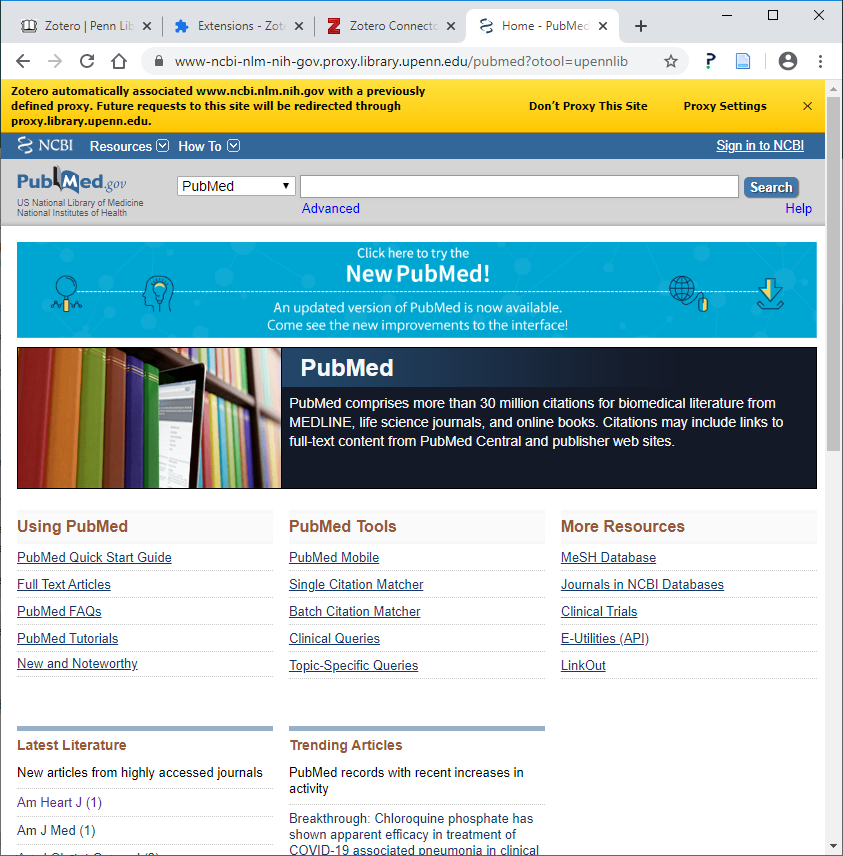 Zotero | Penn Lib
Extensions - Zote
Zotero Connecto
Home - PubMed
www-ncbi-nlm-nih-gov.proxy.library.upenn.edu/pubmed?otool=upennlib
Zotero automatically associated www.ncbi.nlm.nih.gov with a previously
defined proxy. Future requests to this site will be redirected through
proxy.library.upenn.edu.
Don't Proxy This Site
Proxy Settings
NCBI Resources How To
Sign in to NCBI
PubMed.gov
US National Library of Medicine
National Institutes of Health
PubMed
Search
Advanced
Help
Click here to try the
New PubMed!
An updated version of PubMed is now available.
Come see the new improvements to the interface!
PubMed
PubMed comprises more than 30 million citations for biomedical literature from
MEDLINE, life science journals, and online books. Citations may include links to
full-text content from PubMed Central and publisher web sites.
Using PubMed
PubMed Quick Start Guide
Full Text Articles
PubMed FAQs
PubMed Tutorials
New and Noteworthy
PubMed Tools
PubMed Mobile
Single Citation Matcher
Batch Citation Matcher
Clinical Queries
Topic-Specific Queries
More Resources
MeSH Database
Journals in NCBI Databases
Clinical Trials
E-Utilities (API)
LinkOut
Latest Literature
New articles from highly accessed journals
Am Heart J (1)
Am J Med (1)
Trending Articles
PubMed records with recent increases in
activity
Breakthrough: Chloroquine phosphate has
shown apparent efficacy in treatment of
COVID-19 associated pneumonia in clinical